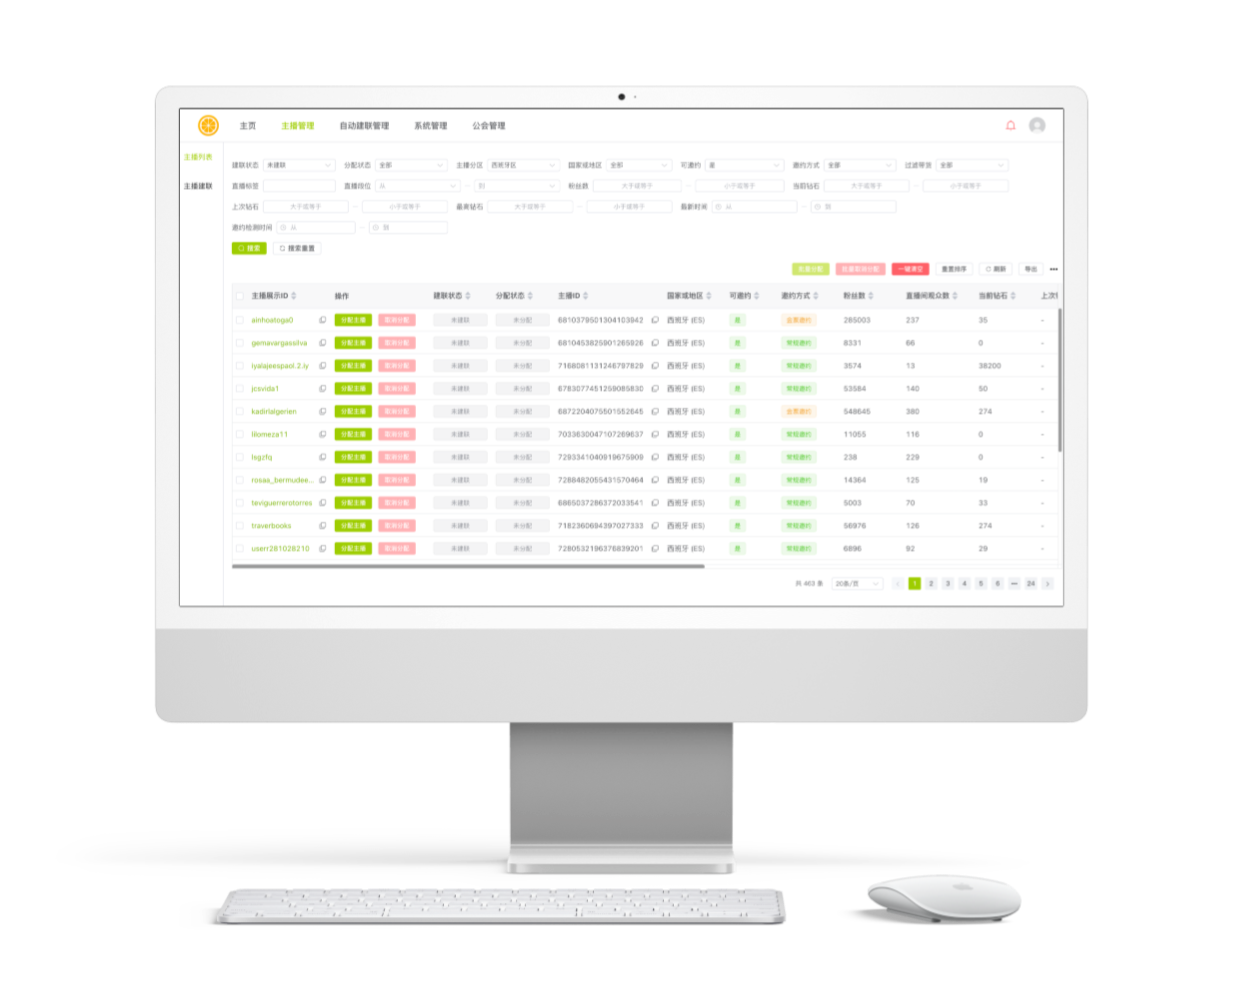 主页 主播管理 自动建联管理 系统管理 公会管理
主播列表
主播建联
建联状态 未建联 分配状态 全部 主播分区 西班牙区 国家或地区 全部 可邀约 是 邀约方式 全部 过滤带货 全部
直播标签 直播段位 从 - 到 粉丝数 大于或等于 - 小于或等于 当前钻石 大于或等于 - 小于或等于
上次钻石 大于或等于 - 小于或等于 最高钻石 大于或等于 - 小于或等于 最新时间 从 - 到
邀约检测时间 从 - 到
搜索 搜索重置
批量分配 批量取消分配 一键清空 重置排序 刷新 导出 •••
主播展示ID 操作 建联状态 分配状态 主播ID 国家或地区 可邀约 邀约方式 粉丝数 直播间观众数 当前钻石 上次
ainhoatoga0 分配主播 取消分配 未建联 未分配 6810379501304103942 西班牙 (ES) 是 金票邀约 285003 237 35 -
gemavargassilva 分配主播 取消分配 未建联 未分配 6810453825901265926 西班牙 (ES) 是 常规邀约 8331 66 0 -
iyalajeespaol.2.iy 分配主播 取消分配 未建联 未分配 7168081131246797829 西班牙 (ES) 是 常规邀约 3574 13 38200 -
jcsvida1 分配主播 取消分配 未建联 未分配 6783077451259085830 西班牙 (ES) 是 常规邀约 53584 140 50 -
kadirialgerien 分配主播 取消分配 未建联 未分配 6872204075501552645 西班牙 (ES) 是 金票邀约 548645 380 274 -
lilomeza11 分配主播 取消分配 未建联 未分配 7033630047107269637 西班牙 (ES) 是 常规邀约 11055 116 0 -
lsgzfq 分配主播 取消分配 未建联 未分配 7293341040919675909 西班牙 (ES) 是 常规邀约 238 229 0 -
rosaa_bermudee... 分配主播 取消分配 未建联 未分配 7288482055431570464 西班牙 (ES) 是 常规邀约 14364 125 19 -
teviguerrerotorres 分配主播 取消分配 未建联 未分配 6865037286372033541 西班牙 (ES) 是 常规邀约 5003 70 33 -
traverbooks 分配主播 取消分配 未建联 未分配 7182360694397027333 西班牙 (ES) 是 常规邀约 56976 126 274 -
userr281028210 分配主播 取消分配 未建联 未分配 7280532196376839201 西班牙 (ES) 是 常规邀约 6896 92 29 -
共 463 条 20条/页 1 2 3 4 5 6 ••• 24